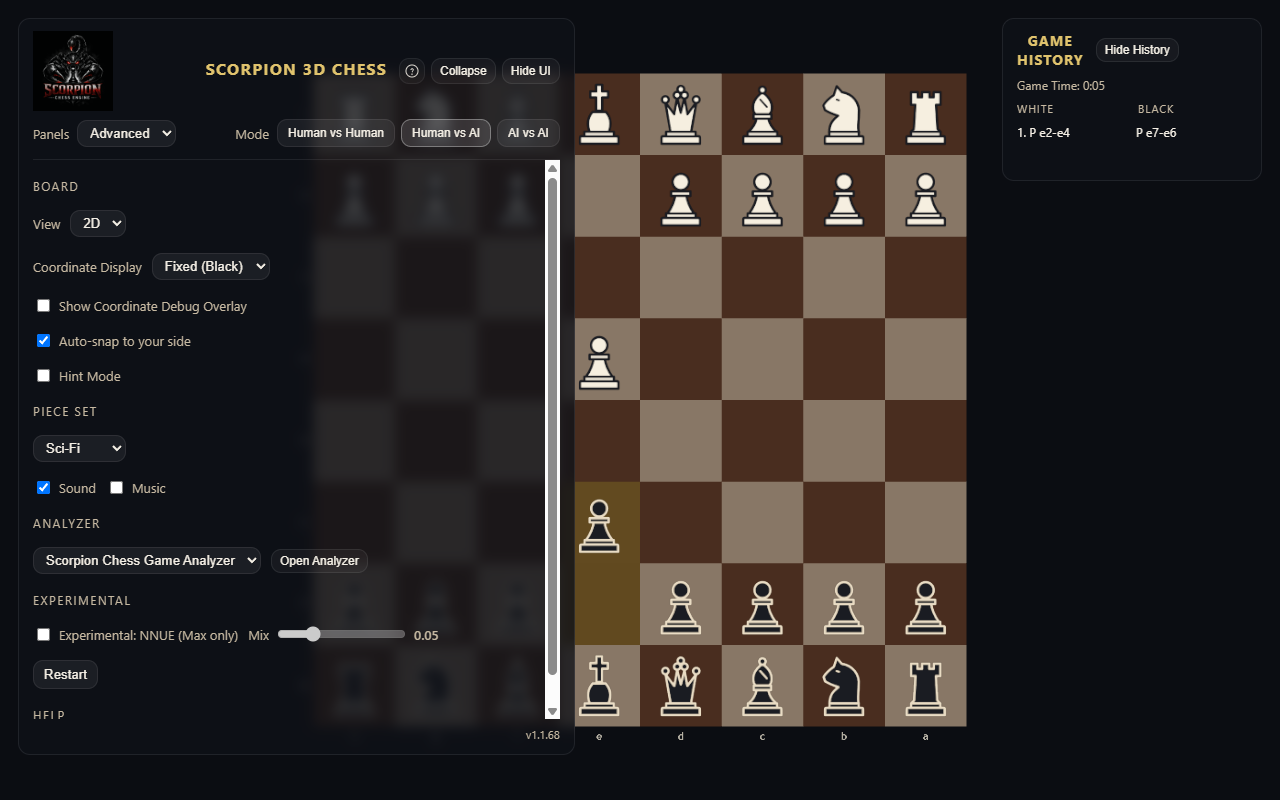 SCORPION
CHESS ENGINE
SCORPION 3D CHESS
?
Collapse
Hide UI
Panels
Advanced
Mode
Human vs Human
Human vs AI
AI vs AI
BOARD
View
2D
Coordinate Display
Fixed (Black)
Show Coordinate Debug Overlay
Auto-snap to your side
Hint Mode
PIECE SET
Sci-Fi
Sound
Music
ANALYZER
Scorpion Chess Game Analyzer
Open Analyzer
EXPERIMENTAL
Experimental: NNUE (Max only)
Mix
0.05
Restart
HELP
v1.1.68
e d c b a
GAME
HISTORY
Hide History
Game Time: 0:05
WHITE BLACK
1. P e2-e4 P e7-e6